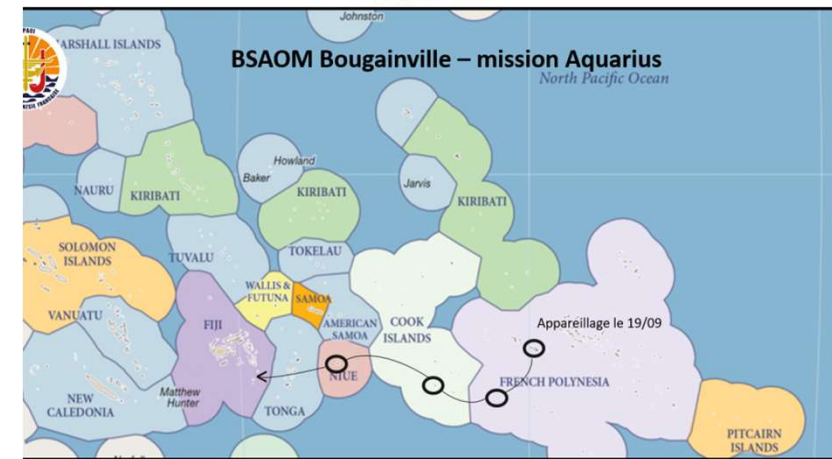 Johnston
MARSHALL ISLANDS
BSAOM Bougainville – mission Aquarius
North Pacific Ocean
Howland
Baker
Jarvis
NAURU
KIRIBATI
KIRIBATI
KIRIBATI
SOLOMON
ISLANDS
TUVALU
TOKELAU
WALLIS &
FUTUNA
SAMOA
VANUATU
FIJI
AMERICAN
SAMOA
COOK
ISLANDS
Appareillage le 19/09
NIUE
FRENCH POLYNESIA
Matthew
Hunter
NEW
CALEDONIA
TONGA
PITCAIRN
ISLANDS